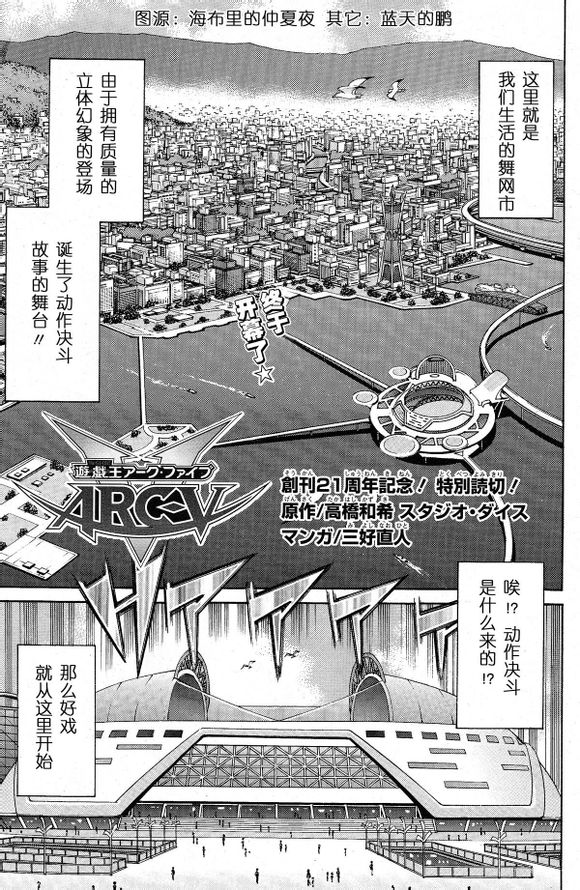 图源：海布里的仲夏夜 其它：蓝天的鹏
这里就是
我们生活的舞网市
由于拥有质量的
立体幻象的登场
诞生了动作决斗
故事的舞台!!
终于
开幕了☆
遊戯王アーク・ファイブ
ARC-V
創刊21周年記念！ 特別読切！
原作/高橋和希 スタジオ・ダイス
マンガ/三好直人
唉!? 动作决斗
是什么来的!?
那么好戏
就从这里开始